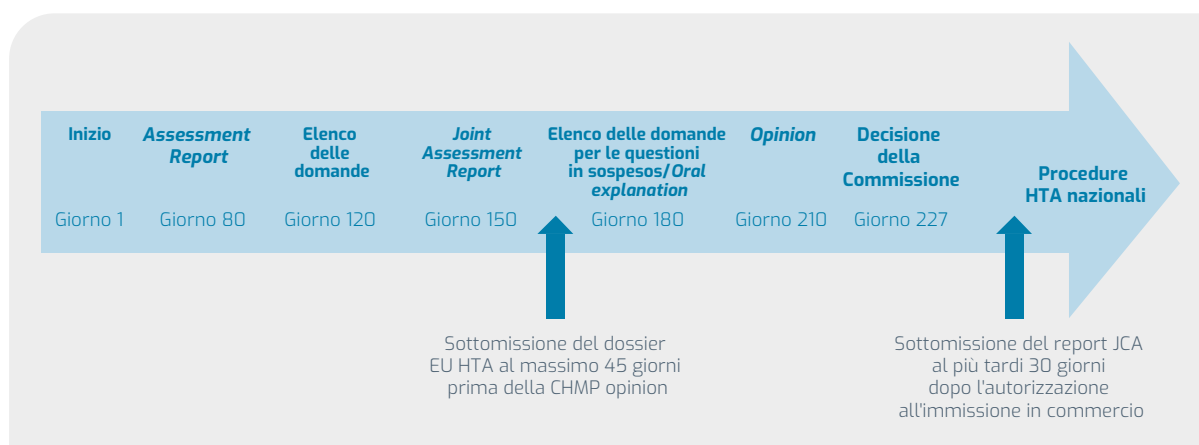 Inizio
Giorno 1
Assessment
Report
Giorno 80
Elenco
delle
domande
Giorno 120
Joint
Assessment
Report
Giorno 150
Elenco delle domande
per le questioni
in sospesos/Oral
explanation
Giorno 180
Opinion
Giorno 210
Decisione
della
Commissione
Giorno 227
Procedure
HTA nazionali
Sottomissione del dossier
EU HTA al massimo 45 giorni
prima della CHMP opinion
Sottomissione del report JCA
al più tardi 30 giorni
dopo l'autorizzazione
all'immissione in commercio